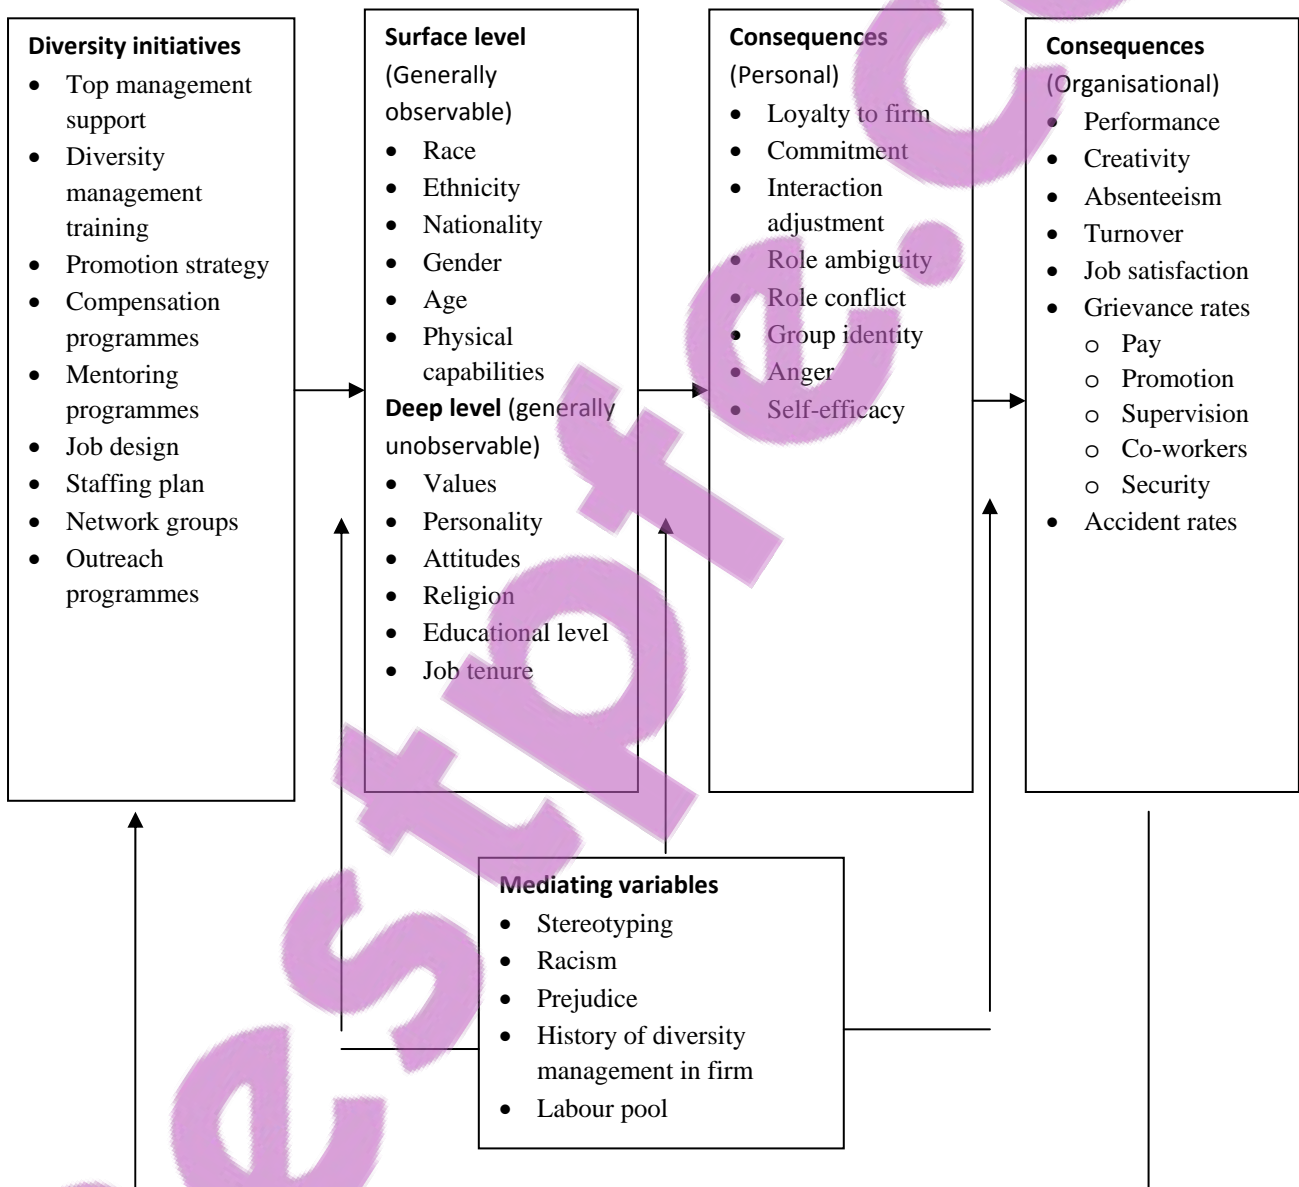 Diversity initiatives
• Top management
support
• Diversity
management
training
• Promotion strategy
• Compensation
programmes
• Mentoring
programmes
• Job design
• Staffing plan
• Network groups
• Outreach
programmes
Surface level
(Generally
observable)
• Race
• Ethnicity
• Nationality
• Gender
• Age
• Physical
capabilities
Deep level (generally
unobservable)
• Values
• Personality
• Attitudes
• Religion
• Educational level
• Job tenure
Consequences
(Personal)
• Loyalty to firm
• Commitment
• Interaction
adjustment
• Role ambiguity
• Role conflict
• Group identity
• Anger
• Self-efficacy
Consequences
(Organisational)
• Performance
• Creativity
• Absenteeism
• Turnover
• Job satisfaction
• Grievance rates
o Pay
o Promotion
o Supervision
o Co-workers
o Security
• Accident rates
Mediating variables
• Stereotyping
• Racism
• Prejudice
• History of diversity
management in firm
• Labour pool
estpfe.c